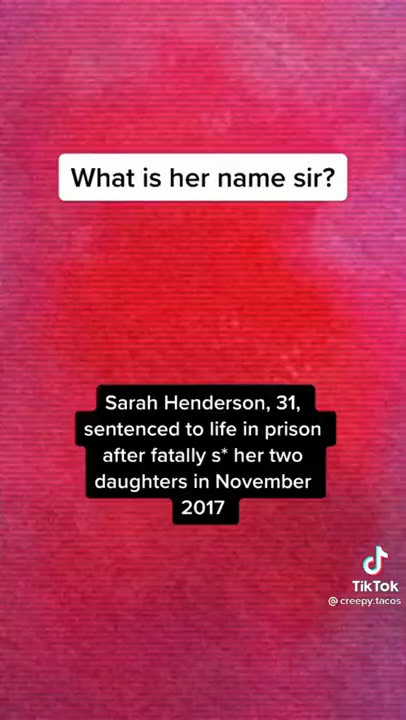 What is her name sir?
Sarah Henderson, 31,
sentenced to life in prison
after fatally s* her two
daughters in November
2017
TikTok
@creepy.tacos